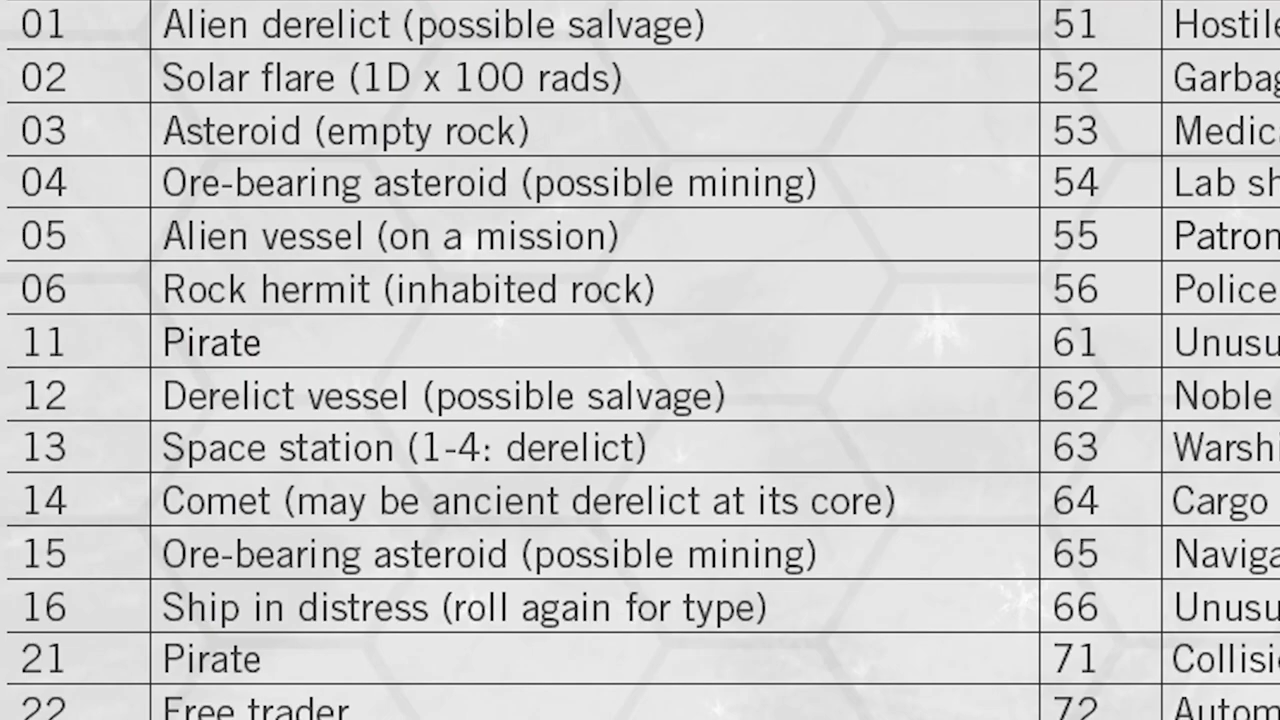 01 Alien derelict (possible salvage) 51
02 Solar flare (1D x 100 rads) 52
03 Asteroid (empty rock) 53
04 Ore-bearing asteroid (possible mining) 54 Lab
05 Alien vessel (on a mission) 55 Patron
06 Rock hermit (inhabited rock) 56 Police
11 Pirate 61
12 Derelict vessel (possible salvage) 62 Noble
13 Space station (1-4: derelict) 63
14 Comet (may be ancient derelict at its core) 64 Cargo
15 Ore-bearing asteroid (possible mining) 65
16 Ship in distress (roll again for type) 66
21 Pirate 71
22 Free trader 72